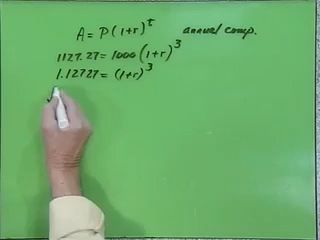 A = P(1+r)^t annual comp.
1127.27 = 1000(1+r)^3
1.12727 = (1+r)^3